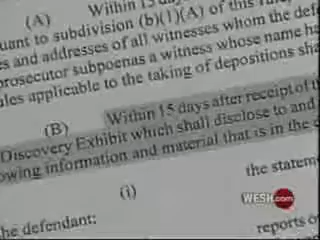 (A) Within 15 day
uant to subdivision (b)(1)(A) of this
es and addresses of all witnesses whom the def
prosecutor subpoenas a witness whose name ha
les applicable to the taking of depositions sha
(B) Within 15 days after receipt of t
Discovery Exhibit which shall disclose to and
owing information and material that is in the
(i) the statem
WESH.com
he defendant;
reports o